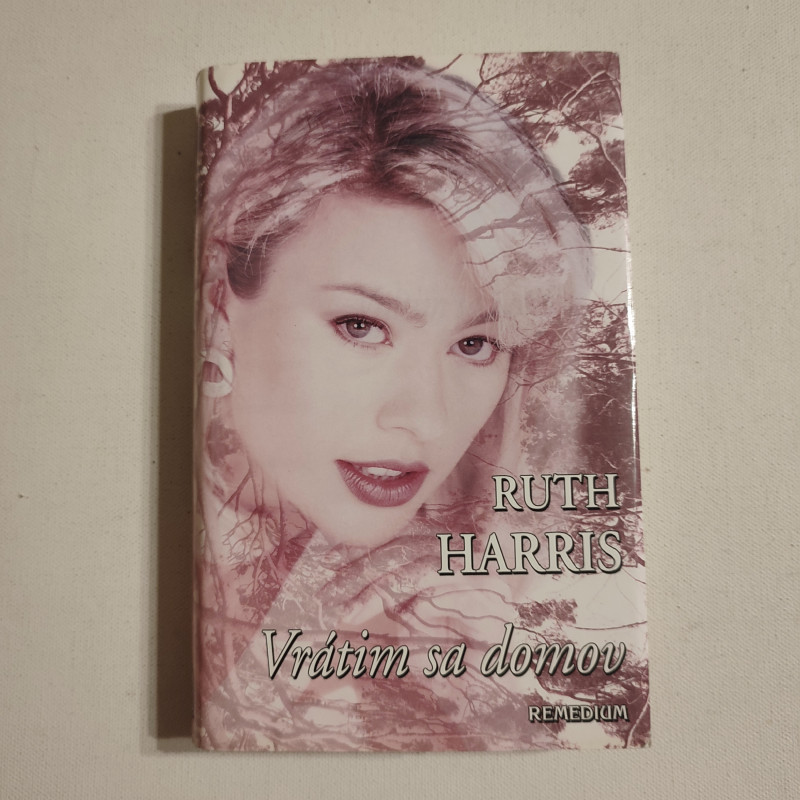 RUTH
HARRIS
Vrátim sa domov
REMEDIUM